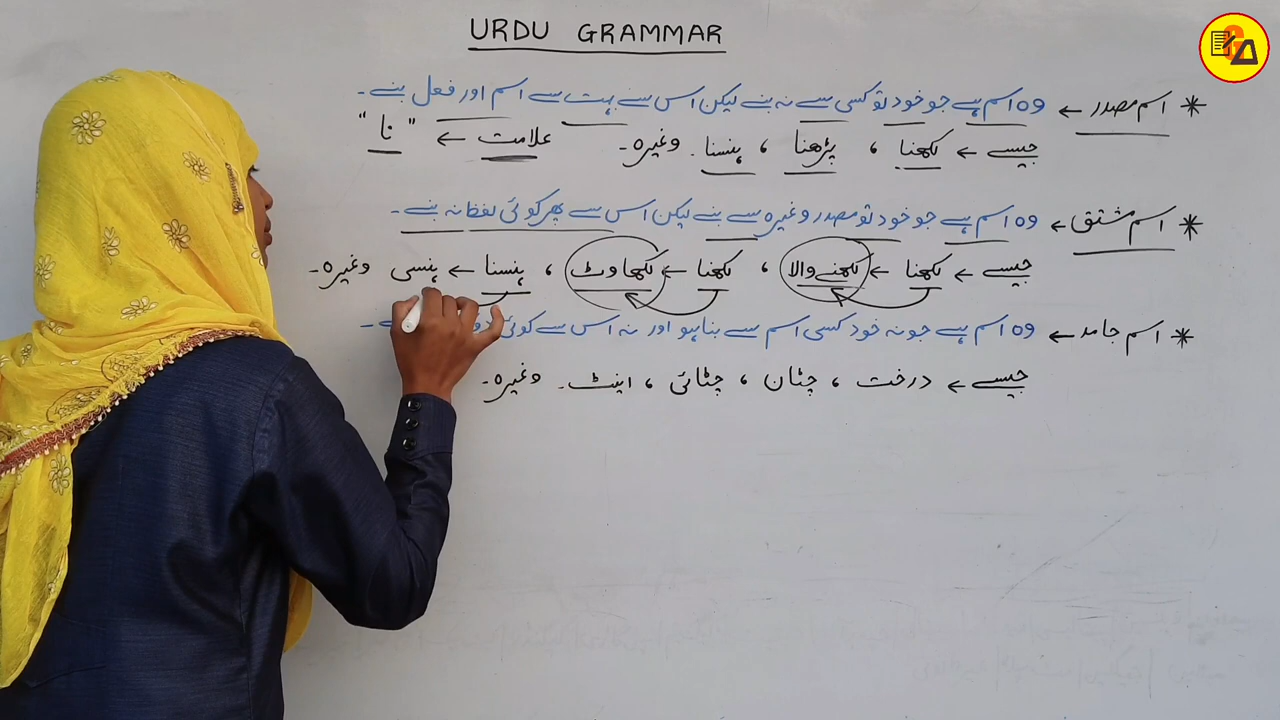 URDU GRAMMAR
* اسم مصدر ← وہ اسم ہے جو خود تو کسی سے نہ بنے لیکن اس سے بہت سے اسم اور فعل بنے۔
جیسے ← لکھنا ، پڑھنا ، ہنسنا۔ وغیرہ۔ علامت ← "نا"
* اسم مشتق ← وہ اسم ہے جو خود تو مصدر وغیرہ سے بنے لیکن اس سے پھر کوئی لفظ نہ بنے۔
جیسے ← لکھنا ← لکھنے والا ، لکھنا ← لکھاوٹ ، ہنسنا ← ہنسی وغیرہ۔
* اسم جامد ← وہ اسم ہے جو نہ خود کسی اسم سے بنا ہو اور نہ اس سے کوئی
جیسے ← درخت ، چٹان ، چٹائی ، اینٹ۔ وغیرہ۔